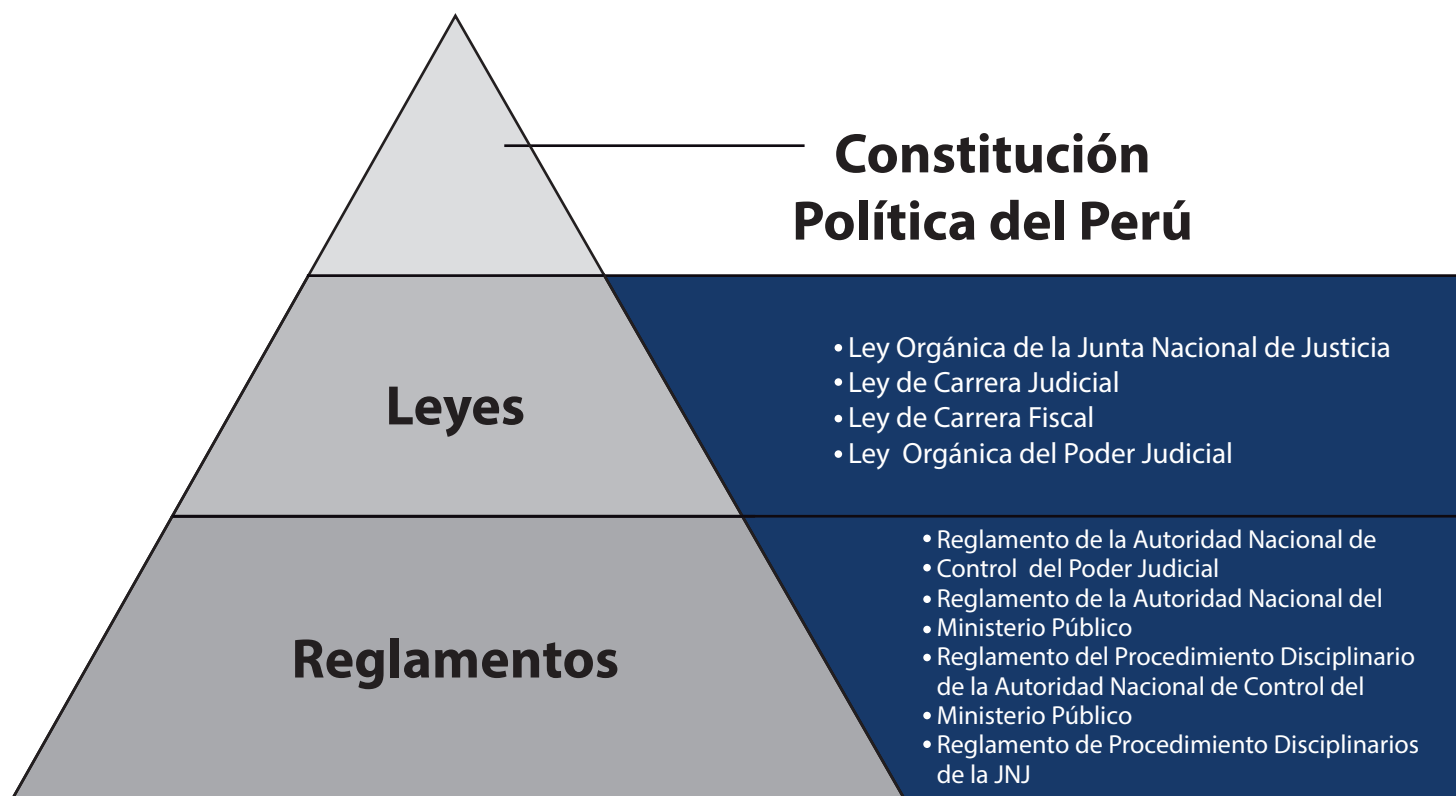 Constitución
Política del Perú
Leyes
• Ley Orgánica de la Junta Nacional de Justicia
• Ley de Carrera Judicial
• Ley de Carrera Fiscal
• Ley Orgánica del Poder Judicial
Reglamentos
• Reglamento de la Autoridad Nacional de
• Control del Poder Judicial
• Reglamento de la Autoridad Nacional del
• Ministerio Público
• Reglamento del Procedimiento Disciplinario
de la Autoridad Nacional de Control del
• Ministerio Público
• Reglamento de Procedimiento Disciplinarios
de la JNJ